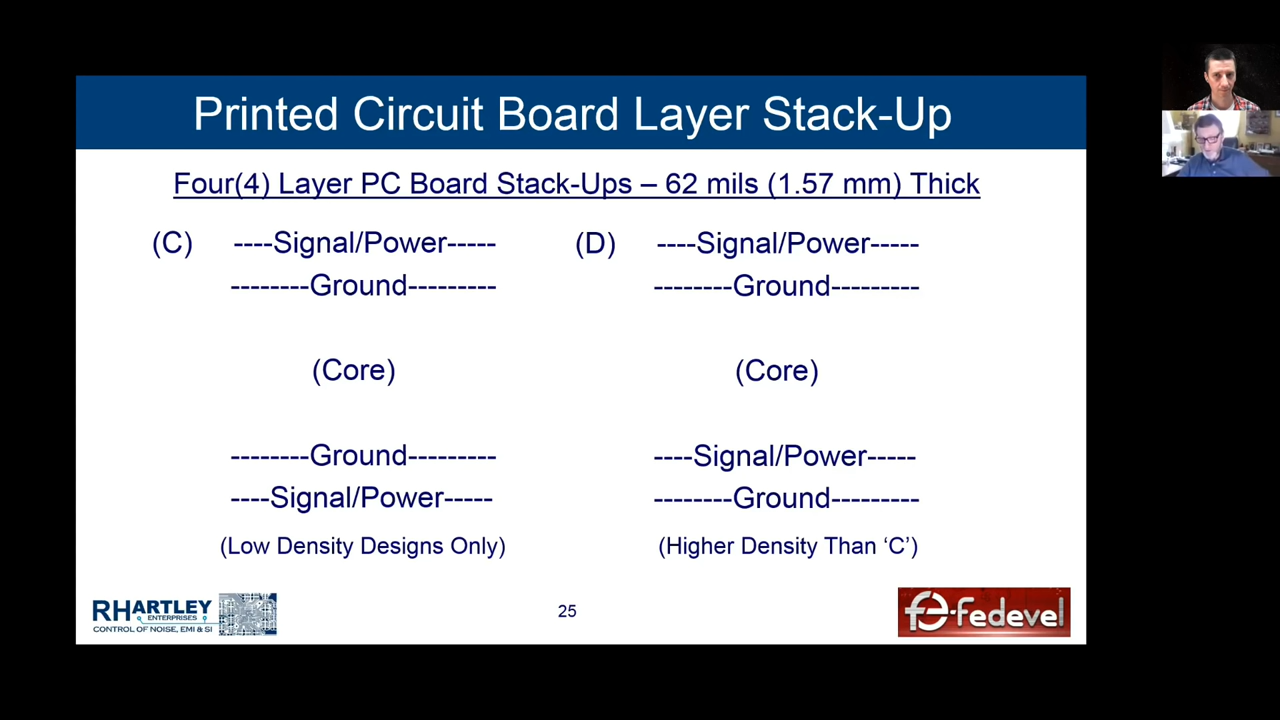 Printed Circuit Board Layer Stack-Up
Four(4) Layer PC Board Stack-Ups – 62 mils (1.57 mm) Thick
(C) ----Signal/Power-----
--------Ground---------
(Core)
--------Ground---------
----Signal/Power-----
(Low Density Designs Only)
(D) ----Signal/Power-----
--------Ground---------
(Core)
----Signal/Power-----
--------Ground---------
(Higher Density Than ‘C’)
RHARTLEY
ENTERPRISES
CONTROL OF NOISE, EMI & SI
25
fedevel